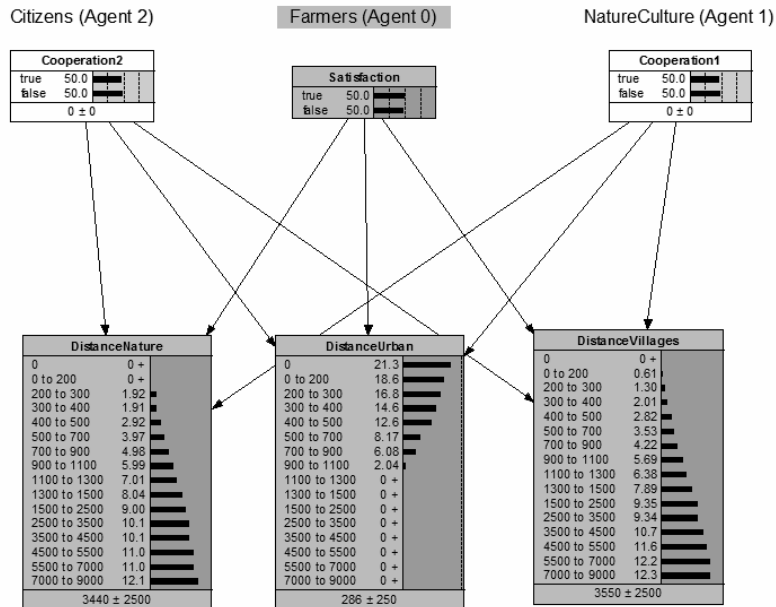 Citizens (Agent 2)
Farmers (Agent 0)
NatureCulture (Agent 1)
Cooperation2
true 50.0
false 50.0
0 ± 0
Satisfaction
true 50.0
false 50.0
Cooperation1
true 50.0
false 50.0
0 ± 0
DistanceNature
0 0 +
0 to 200 0 +
200 to 300 1.92
300 to 400 1.91
400 to 500 2.92
500 to 700 3.97
700 to 900 4.98
900 to 1100 5.99
1100 to 1300 7.01
1300 to 1500 8.04
1500 to 2500 9.00
2500 to 3500 10.1
3500 to 4500 10.1
4500 to 5500 11.0
5500 to 7000 11.0
7000 to 9000 12.1
3440 ± 2500
DistanceUrban
0 21.3
0 to 200 18.6
200 to 300 16.8
300 to 400 14.6
400 to 500 12.6
500 to 700 8.17
700 to 900 6.08
900 to 1100 2.04
1100 to 1300 0 +
1300 to 1500 0 +
1500 to 2500 0 +
2500 to 3500 0 +
3500 to 4500 0 +
4500 to 5500 0 +
5500 to 7000 0 +
7000 to 9000 0 +
286 ± 250
DistanceVillages
0 0 +
0 to 200 0.61
200 to 300 1.30
300 to 400 2.01
400 to 500 2.82
500 to 700 3.53
700 to 900 4.22
900 to 1100 5.69
1100 to 1300 6.38
1300 to 1500 7.89
1500 to 2500 9.35
2500 to 3500 9.34
3500 to 4500 10.7
4500 to 5500 11.6
5500 to 7000 12.2
7000 to 9000 12.3
3550 ± 2500